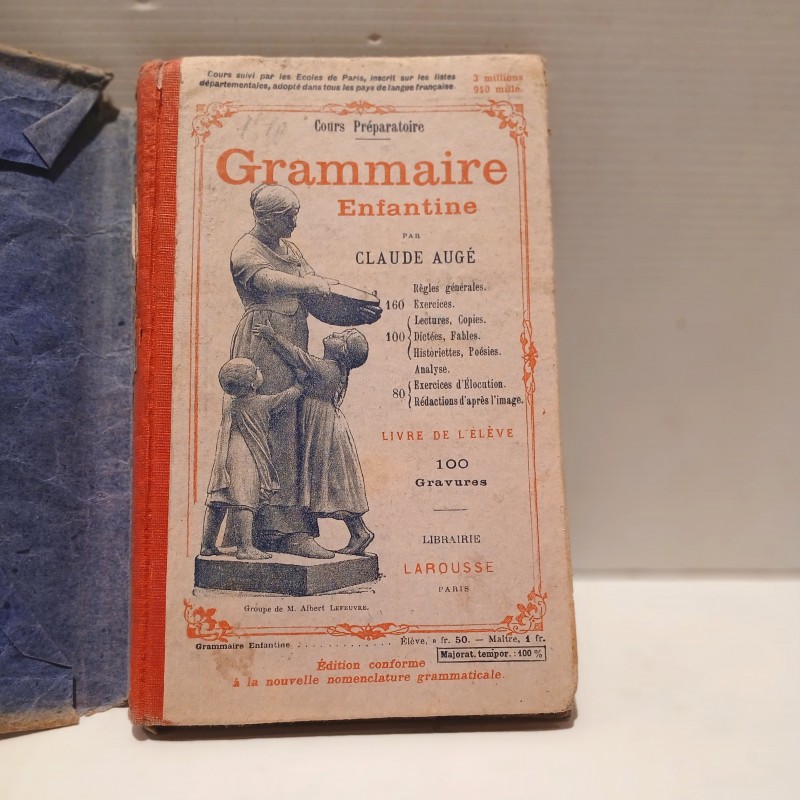 Cours suivi par les Ecoles de Paris, inscrit sur les listes
départementales, adopté dans tous les pays de langue française.
3 millions
910 mille.
Cours Préparatoire
Grammaire
Enfantine
PAR
CLAUDE AUGÉ
Règles générales.
160 Exercices.
Lectures, Copies.
100 Dictées, Fables.
Historiettes, Poésies.
Analyse.
80 Exercices d'Élocution.
Rédactions d'après l'image.
LIVRE DE L'ÉLÈVE
100
Gravures
LIBRAIRIE
LAROUSSE
PARIS
Groupe de M. Albert LEFEUVRE.
Grammaire Enfantine ............ Élève, » fr. 50. — Maître, 1 fr.
Majorat. tempor. : 100 %
Édition conforme
à la nouvelle nomenclature grammaticale.